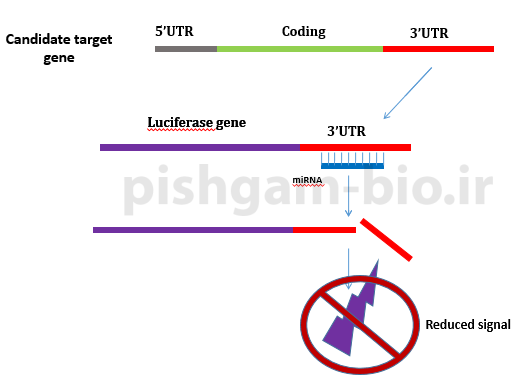 5'UTR
Coding
3'UTR
Candidate target
gene
Luciferase gene
3'UTR
miRNA
pishgam-bio.ir
Reduced signal